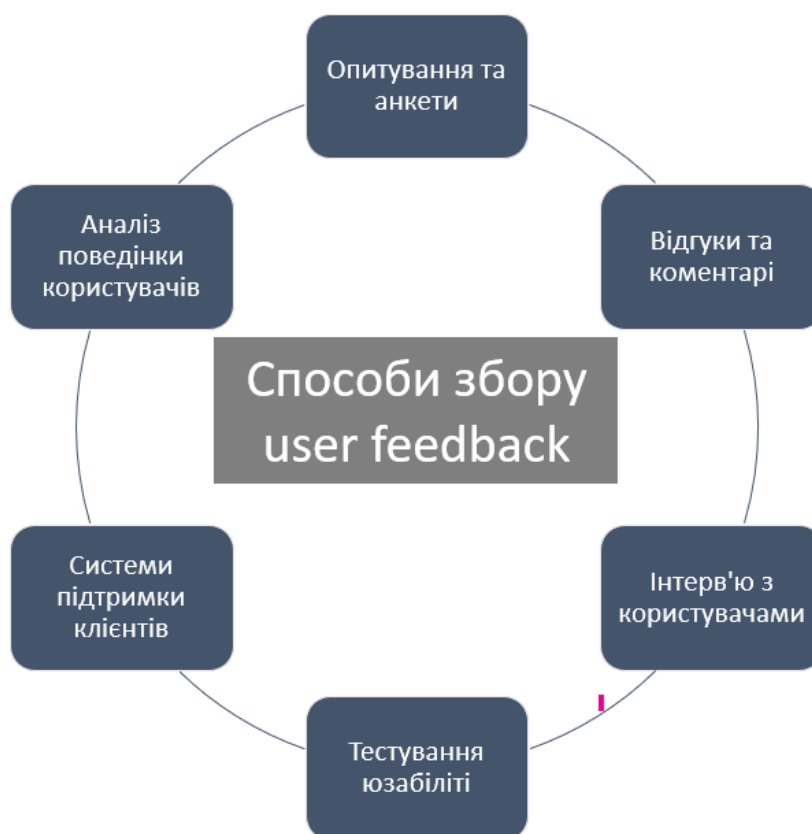 Опитування та
анкети
Відгуки та
коментарі
Інтерв'ю з
користувачами
Тестування
юзабіліті
Системи
підтримки
клієнтів
Аналіз
поведінки
користувачів
Способи збору
user feedback